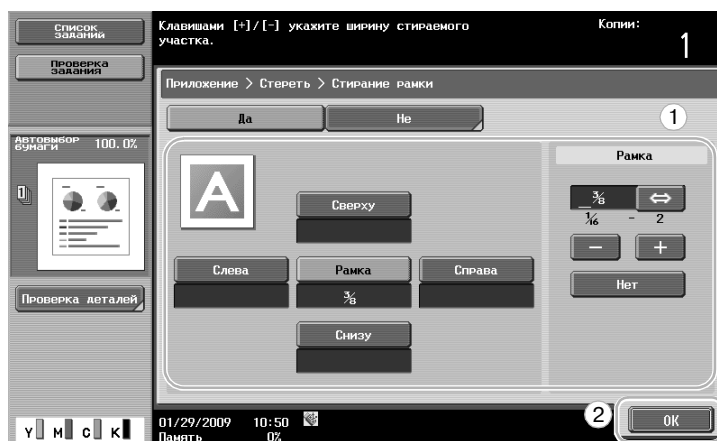 Список
заданий
Проверка
задания
Клавишами [+]/[-] укажите ширину стираемого
участка.
Копии:
1
Приложение > Стереть > Стирание рамки
Да
Не
1
Автовыбор
бумаги
100.0%
1
A
Сверху
Слева
Рамка
Справа
⅜
Снизу
Рамка
_⅜
⇔
1/16 - 2
− +
Нет
Проверка деталей
Y M C K
01/29/2009 10:50
Память 0%
2
OK